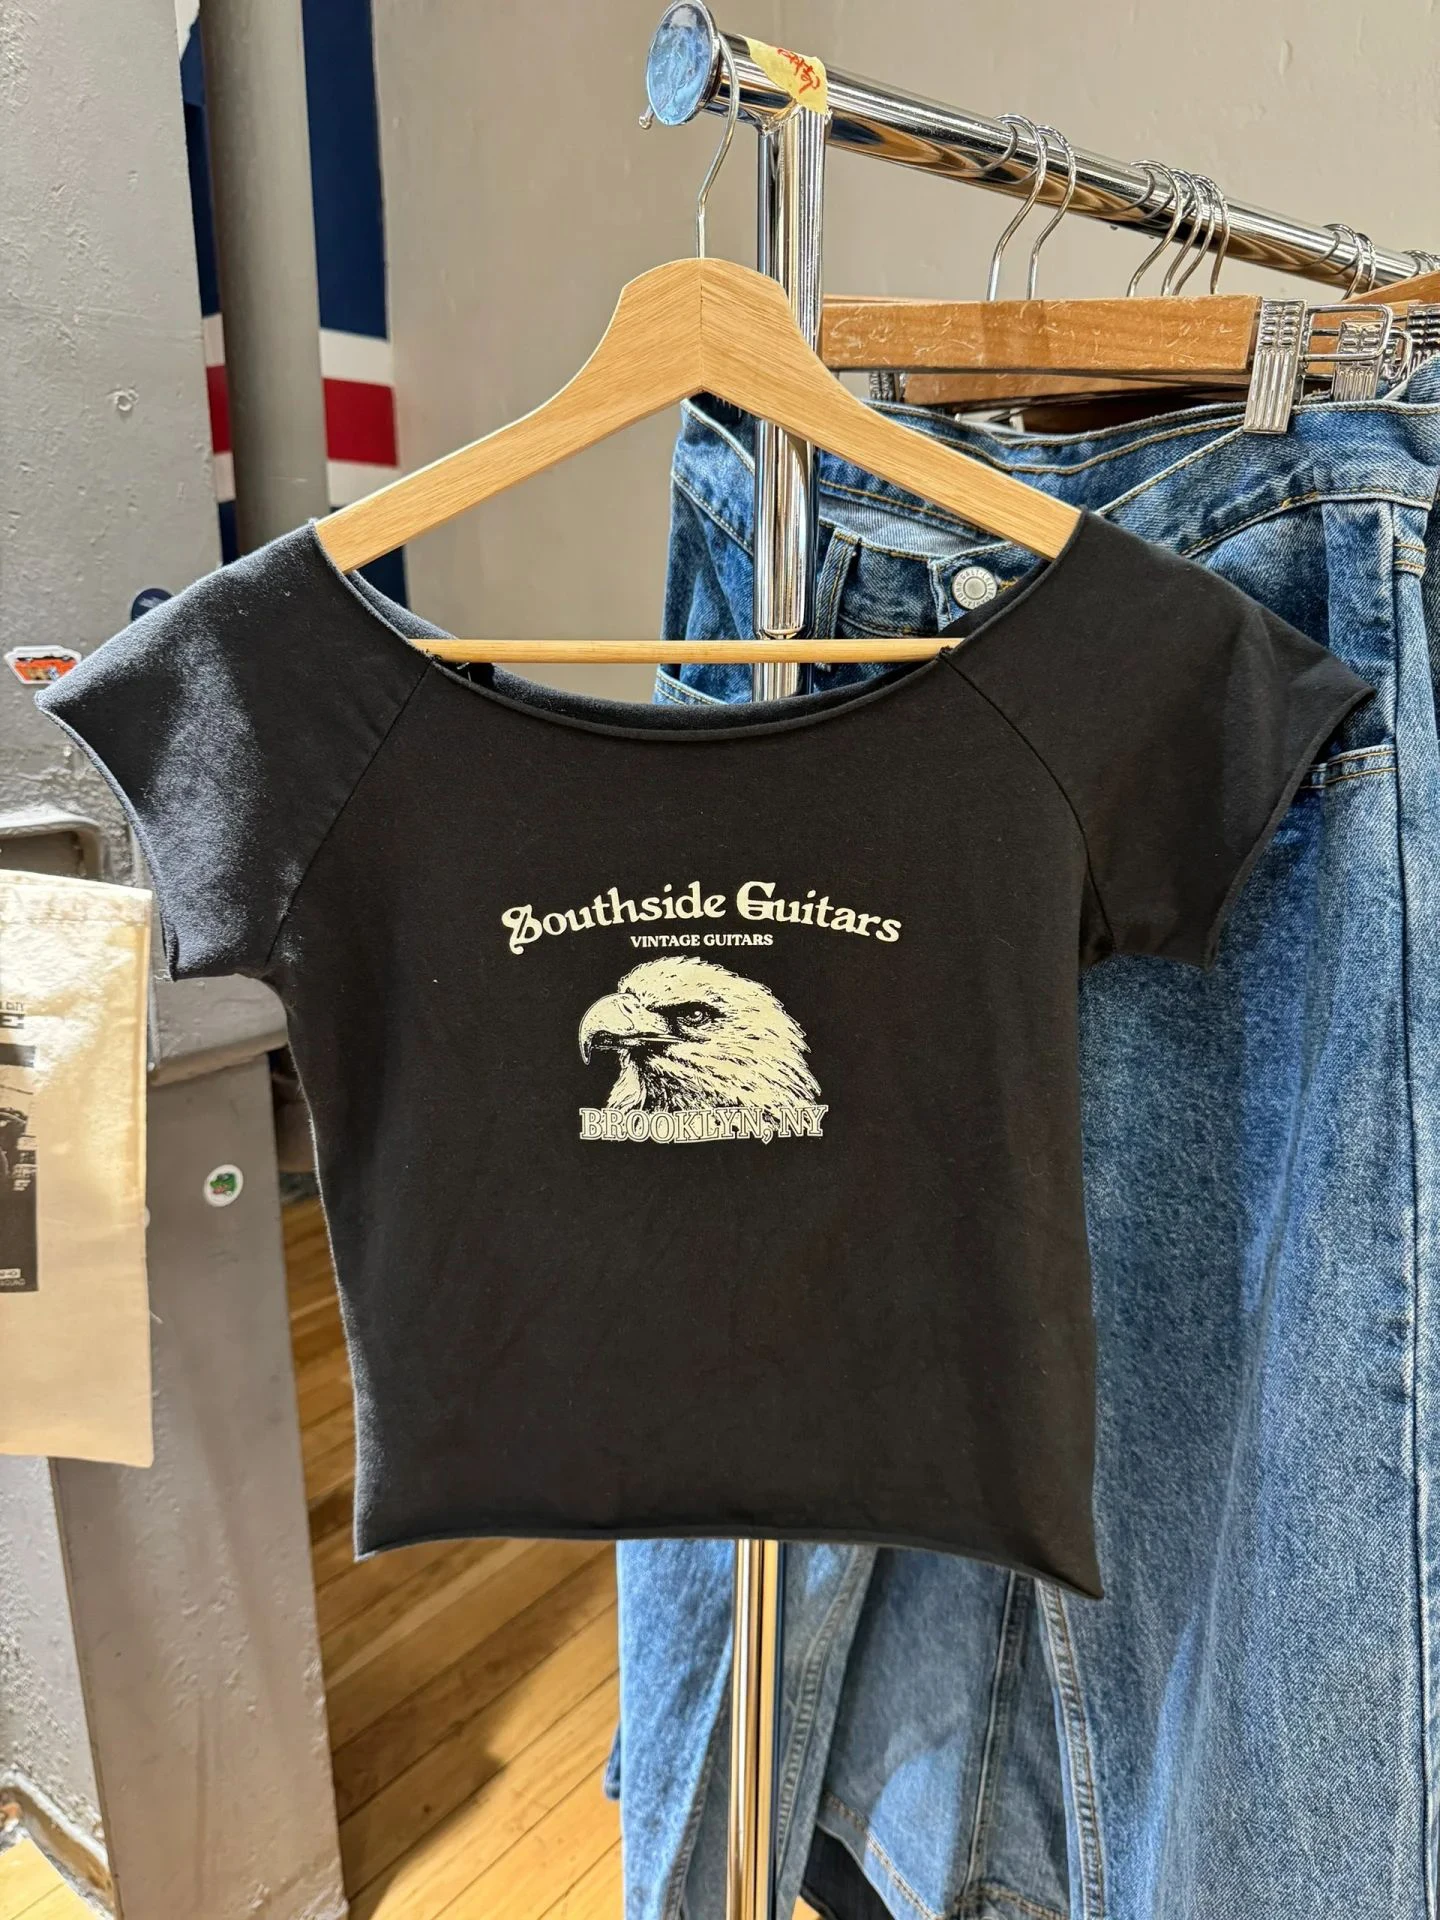 Southside Guitars
VINTAGE GUITARS
BROOKLYN, NY